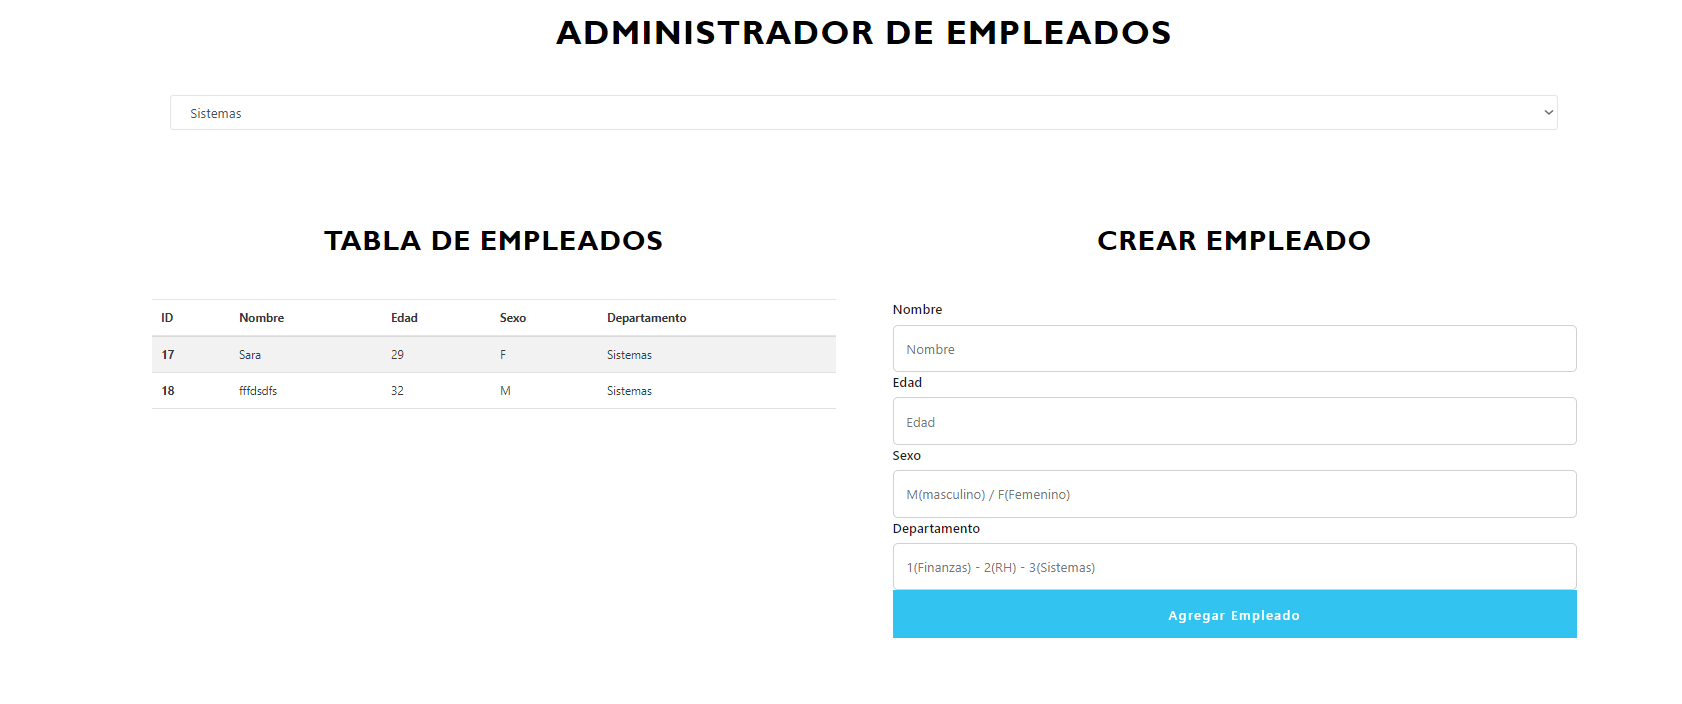 ADMINISTRADOR DE EMPLEADOS
Sistemas
TABLA DE EMPLEADOS
ID Nombre Edad Sexo Departamento
17 Sara 29 F Sistemas
18 fffdsdfs 32 M Sistemas
CREAR EMPLEADO
Nombre
Nombre
Edad
Edad
Sexo
M(masculino) / F(Femenino)
Departamento
1(Finanzas) - 2(RH) - 3(Sistemas)
Agregar Empleado